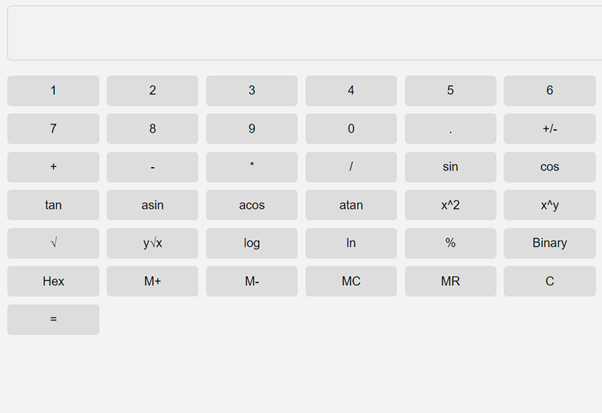 1 2 3 4 5 6
7 8 9 0 . +/-
+ - * / sin cos
tan asin acos atan x^2 x^y
√ y√x log ln % Binary
Hex M+ M- MC MR C
=